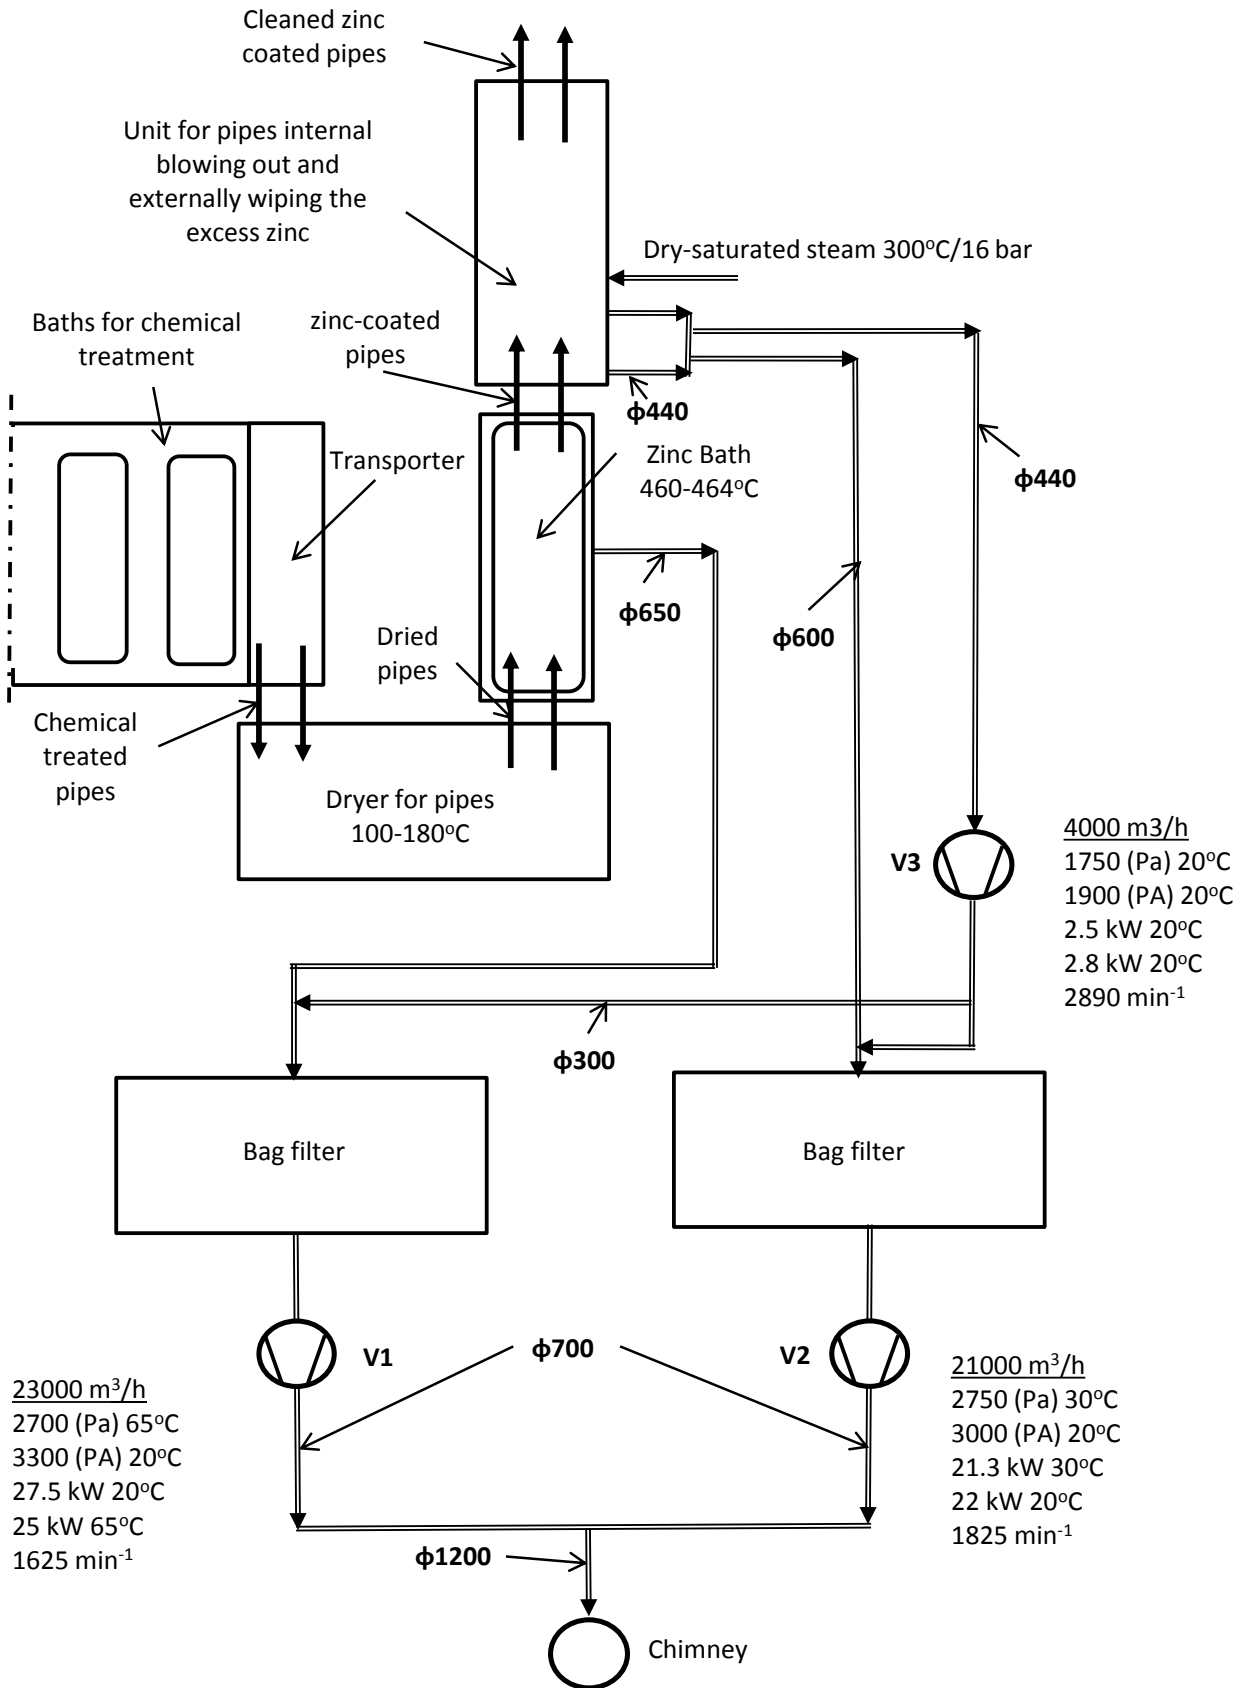 Cleaned zinc
coated pipes
Unit for pipes internal
blowing out and
externally wiping the
excess zinc
Dry-saturated steam 300°C/16 bar
Baths for chemical
treatment
zinc-coated
pipes
ϕ440
Transporter
Zinc Bath
460-464°C
ϕ440
ϕ650
ϕ600
Dried
pipes
Chemical
treated
pipes
Dryer for pipes
100-180°C
V3
4000 m3/h
1750 (Pa) 20°C
1900 (PA) 20°C
2.5 kW 20°C
2.8 kW 20°C
2890 min⁻¹
ϕ300
Bag filter
Bag filter
V1
ϕ700
V2
23000 m³/h
2700 (Pa) 65°C
3300 (PA) 20°C
27.5 kW 20°C
25 kW 65°C
1625 min⁻¹
21000 m³/h
2750 (Pa) 30°C
3000 (PA) 20°C
21.3 kW 30°C
22 kW 20°C
1825 min⁻¹
ϕ1200
Chimney